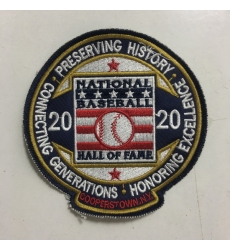 PRESERVING HISTORY
HONORING EXCELLENCE
CONNECTING GENERATIONS
NATIONAL
BASEBALL
HALL OF FAME
20 20
COOPERSTOWN, N.Y.